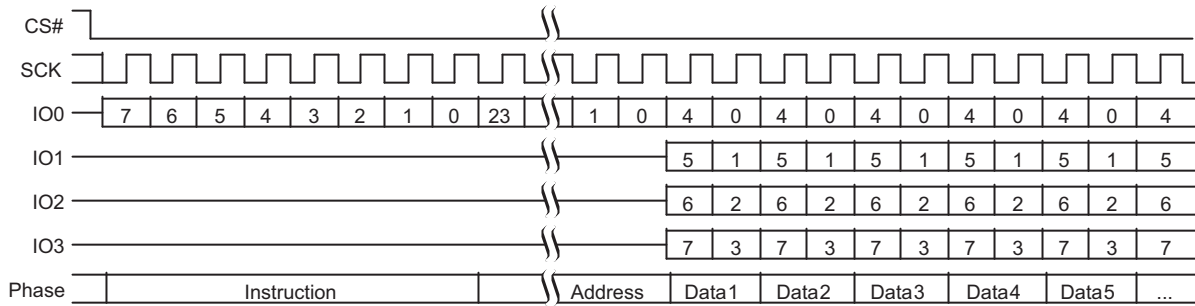 CS#
SCK
IO0 7 6 5 4 3 2 1 0 23 1 0 4 0 4 0 4 0 4 0 4 0 4
IO1 5 1 5 1 5 1 5 1 5 1 5
IO2 6 2 6 2 6 2 6 2 6 2 6
IO3 7 3 7 3 7 3 7 3 7 3 7
Phase Instruction Address Data1 Data2 Data3 Data4 Data5 ...